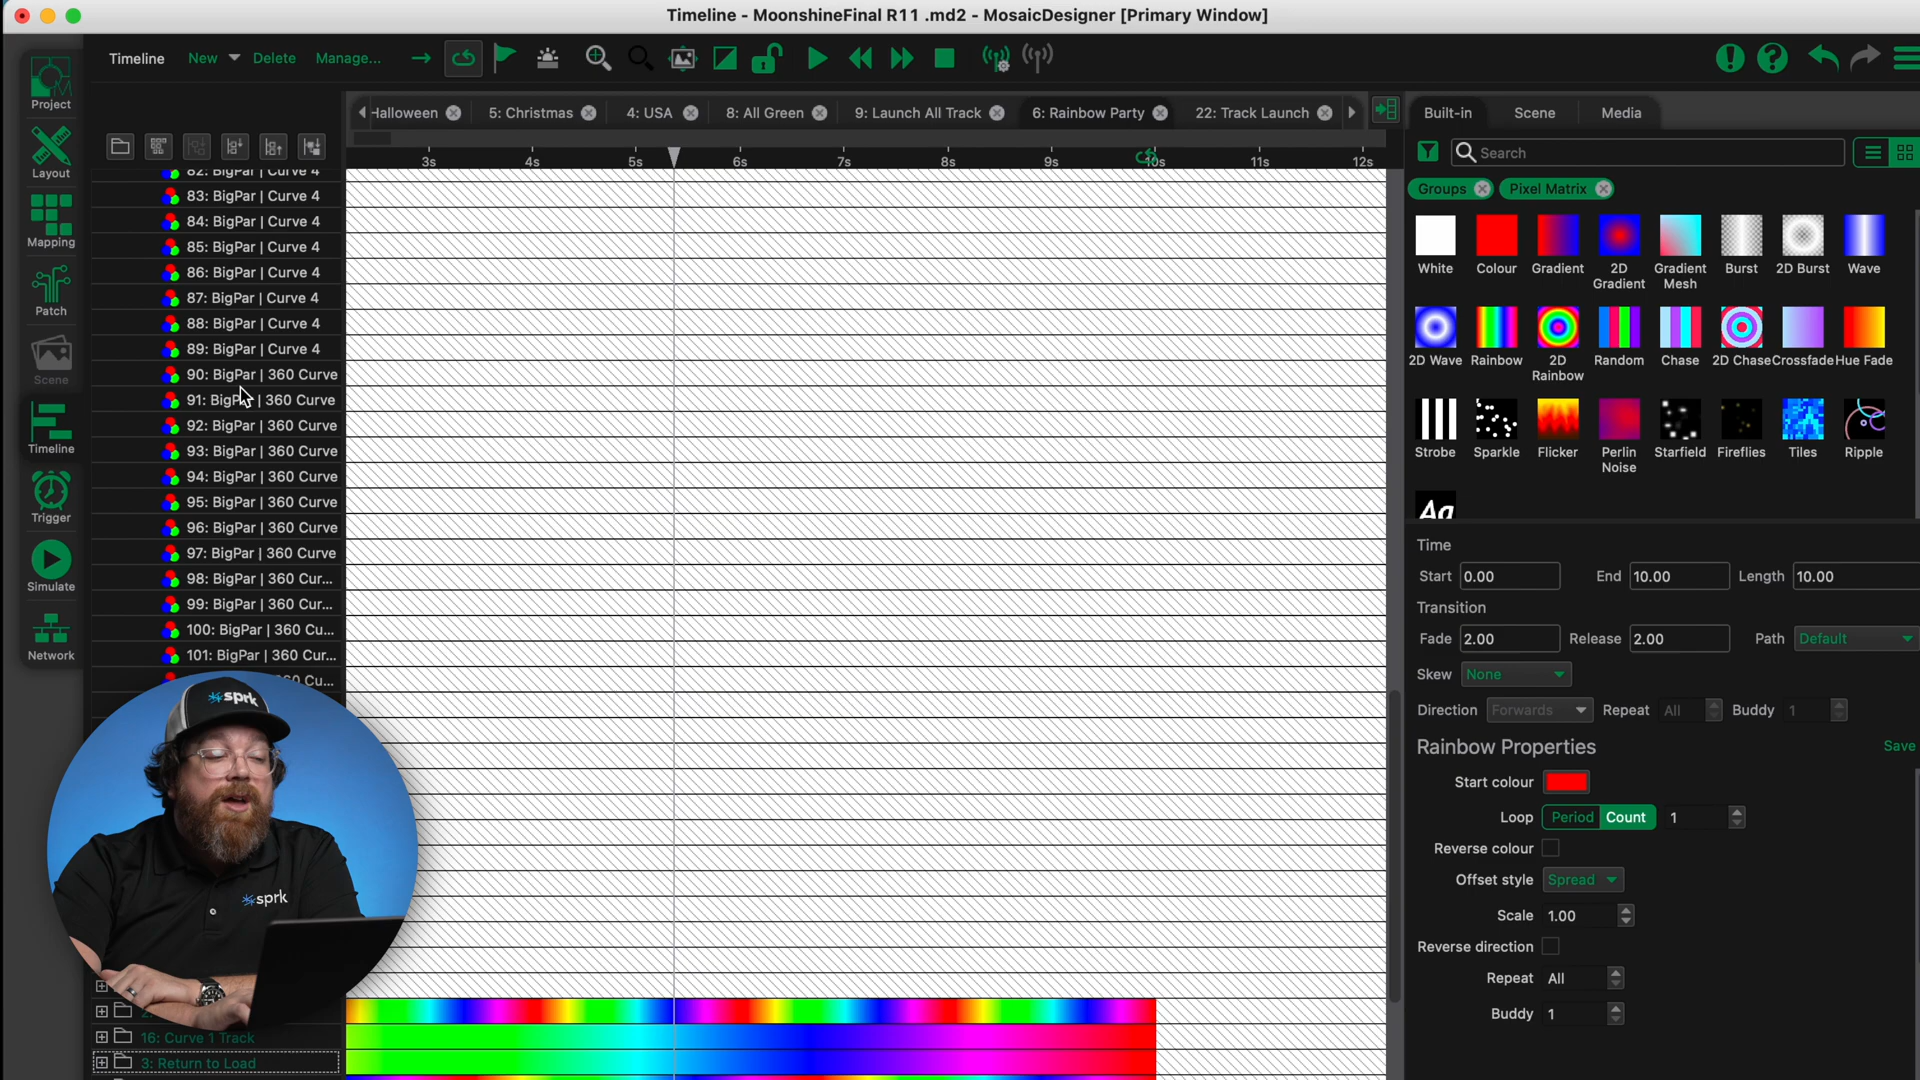 Timeline - MoonshineFinal R11 .md2 - MosaicDesigner [Primary Window]
Timeline New Delete Manage...
Project
Layout
Mapping
Patch
Scene
Timeline
Trigger
Simulate
Network
Halloween 5: Christmas 4: USA 8: All Green 9: Launch All Track 6: Rainbow Party 22: Track Launch
3s 4s 5s 6s 7s 8s 9s 10s 11s 12s
82: BigPar | Curve 4
83: BigPar | Curve 4
84: BigPar | Curve 4
85: BigPar | Curve 4
86: BigPar | Curve 4
87: BigPar | Curve 4
88: BigPar | Curve 4
89: BigPar | Curve 4
90: BigPar | 360 Curve
91: BigPar | 360 Curve
92: BigPar | 360 Curve
93: BigPar | 360 Curve
94: BigPar | 360 Curve
95: BigPar | 360 Curve
96: BigPar | 360 Curve
97: BigPar | 360 Curve
98: BigPar | 360 Cur...
99: BigPar | 360 Cur...
100: BigPar | 360 Cu...
101: BigPar | 360 Cur...
Cu...
16: Curve 1 Track
3: Return to Load
sprk
sprk
Built-in Scene Media
Search
Groups Pixel Matrix
White Colour Gradient 2D Gradient Gradient Mesh Burst 2D Burst Wave
2D Wave Rainbow 2D Rainbow Random Chase 2D Chase Crossfade Hue Fade
Strobe Sparkle Flicker Perlin Noise Starfield Fireflies Tiles Ripple
Aa
Time
Start 0.00 End 10.00 Length 10.00
Transition
Fade 2.00 Release 2.00 Path Default
Skew None
Direction Forwards Repeat All Buddy 1
Rainbow Properties Save
Start colour
Loop Period Count 1
Reverse colour
Offset style Spread
Scale 1.00
Reverse direction
Repeat All
Buddy 1